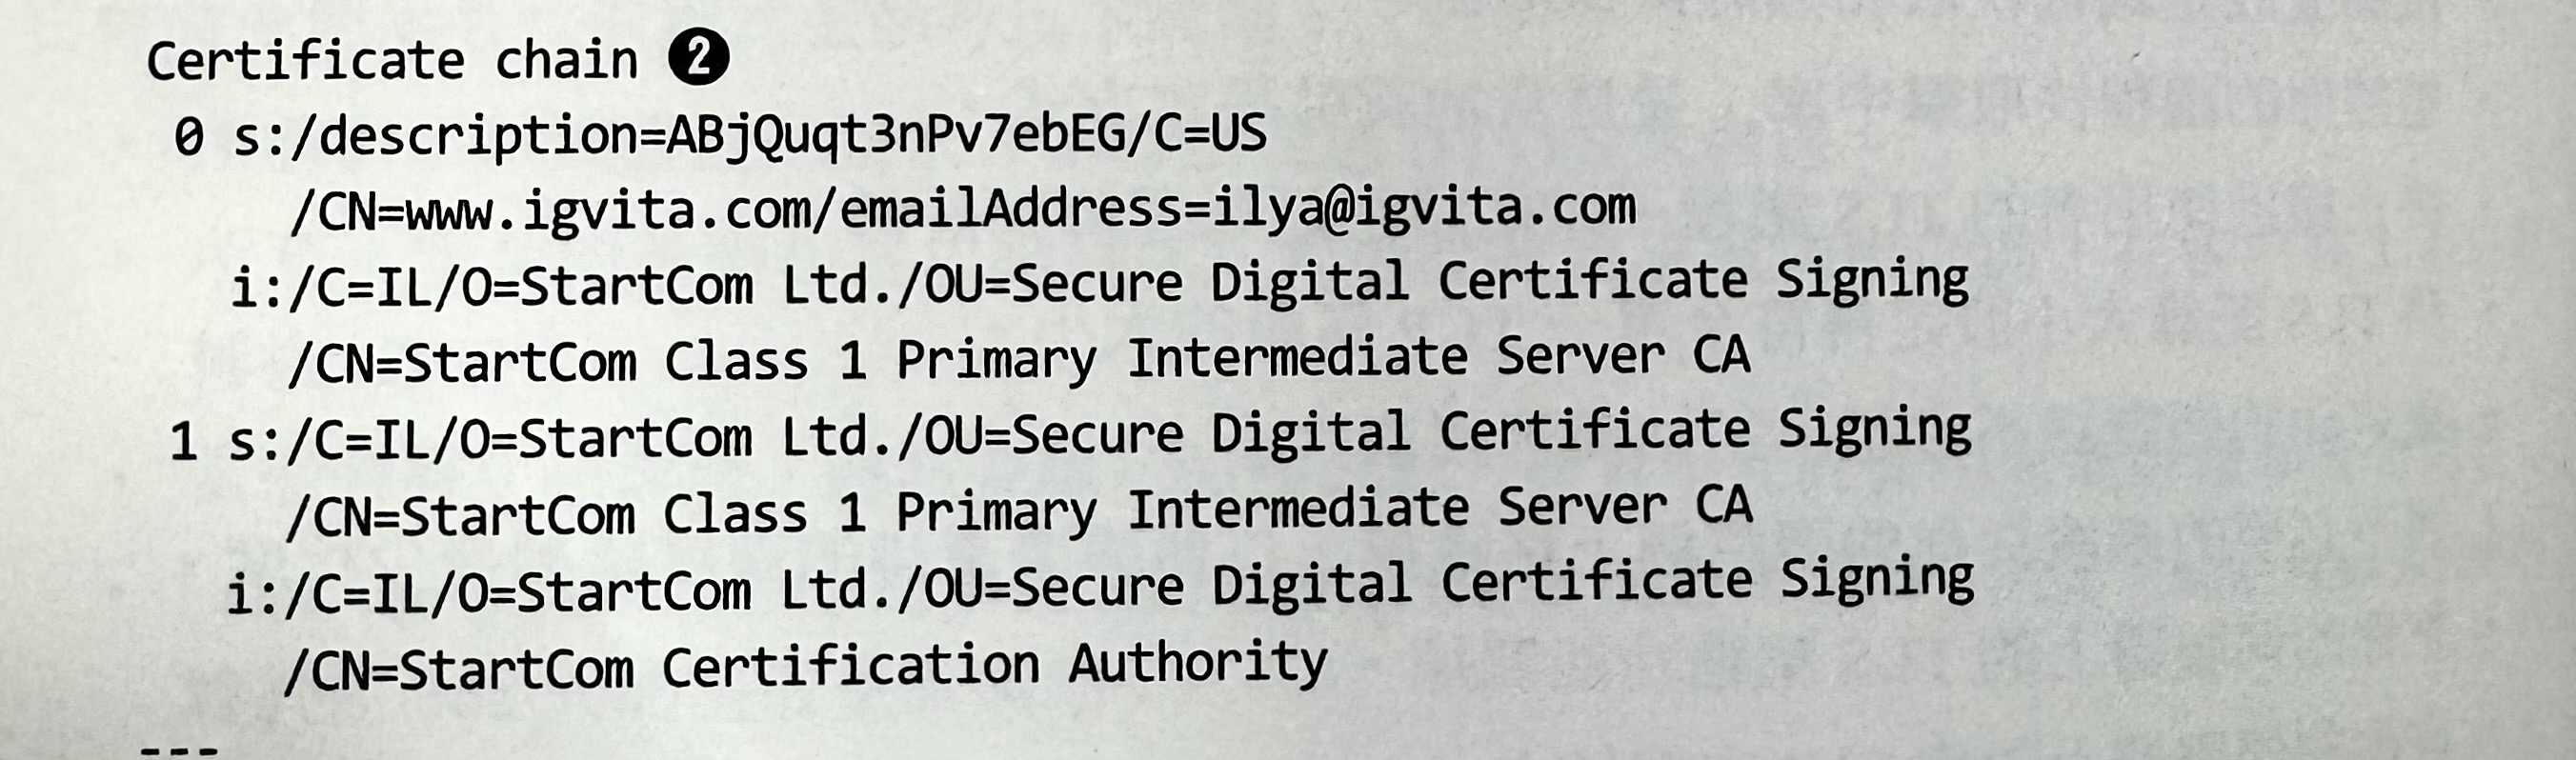 Certificate chain ❷
0 s:/description=ABjQuqt3nPv7ebEG/C=US
/CN=www.igvita.com/emailAddress=ilya@igvita.com
i:/C=IL/O=StartCom Ltd./OU=Secure Digital Certificate Signing
/CN=StartCom Class 1 Primary Intermediate Server CA
1 s:/C=IL/O=StartCom Ltd./OU=Secure Digital Certificate Signing
/CN=StartCom Class 1 Primary Intermediate Server CA
i:/C=IL/O=StartCom Ltd./OU=Secure Digital Certificate Signing
/CN=StartCom Certification Authority
---